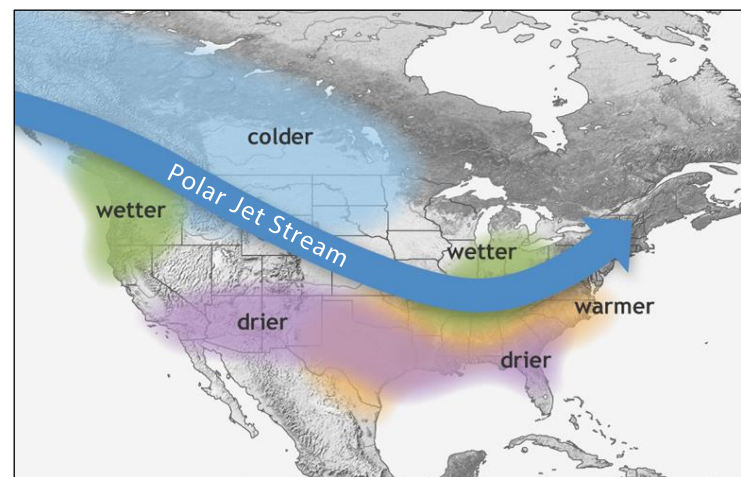 colder
Polar Jet Stream
wetter
wetter
warmer
drier
drier